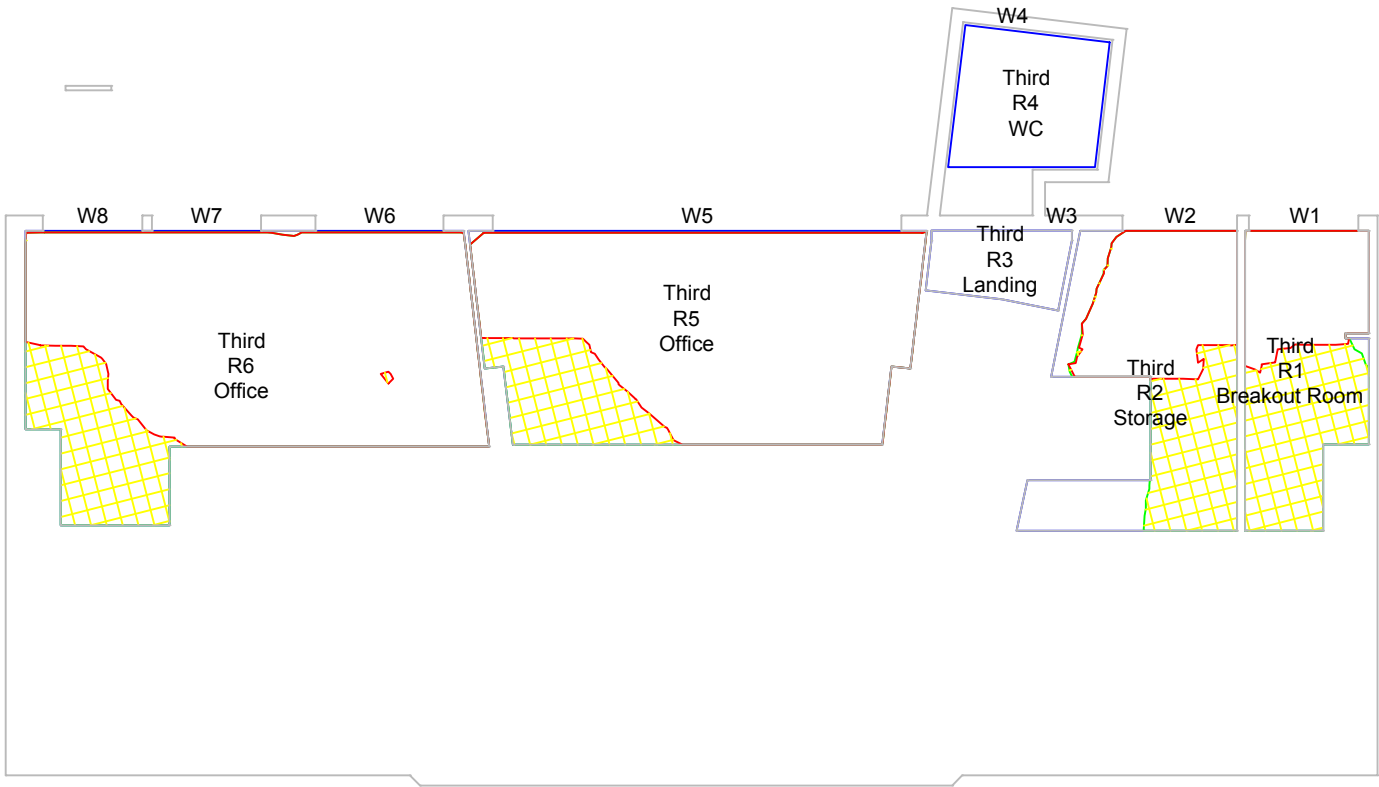 W4
Third
R4
WC
W8
W7
W6
W5
W3
W2
W1
Third
R3
Landing
Third
R5
Office
Third
R6
Office
Third
R2
Storage
Third
R1
Breakout Room